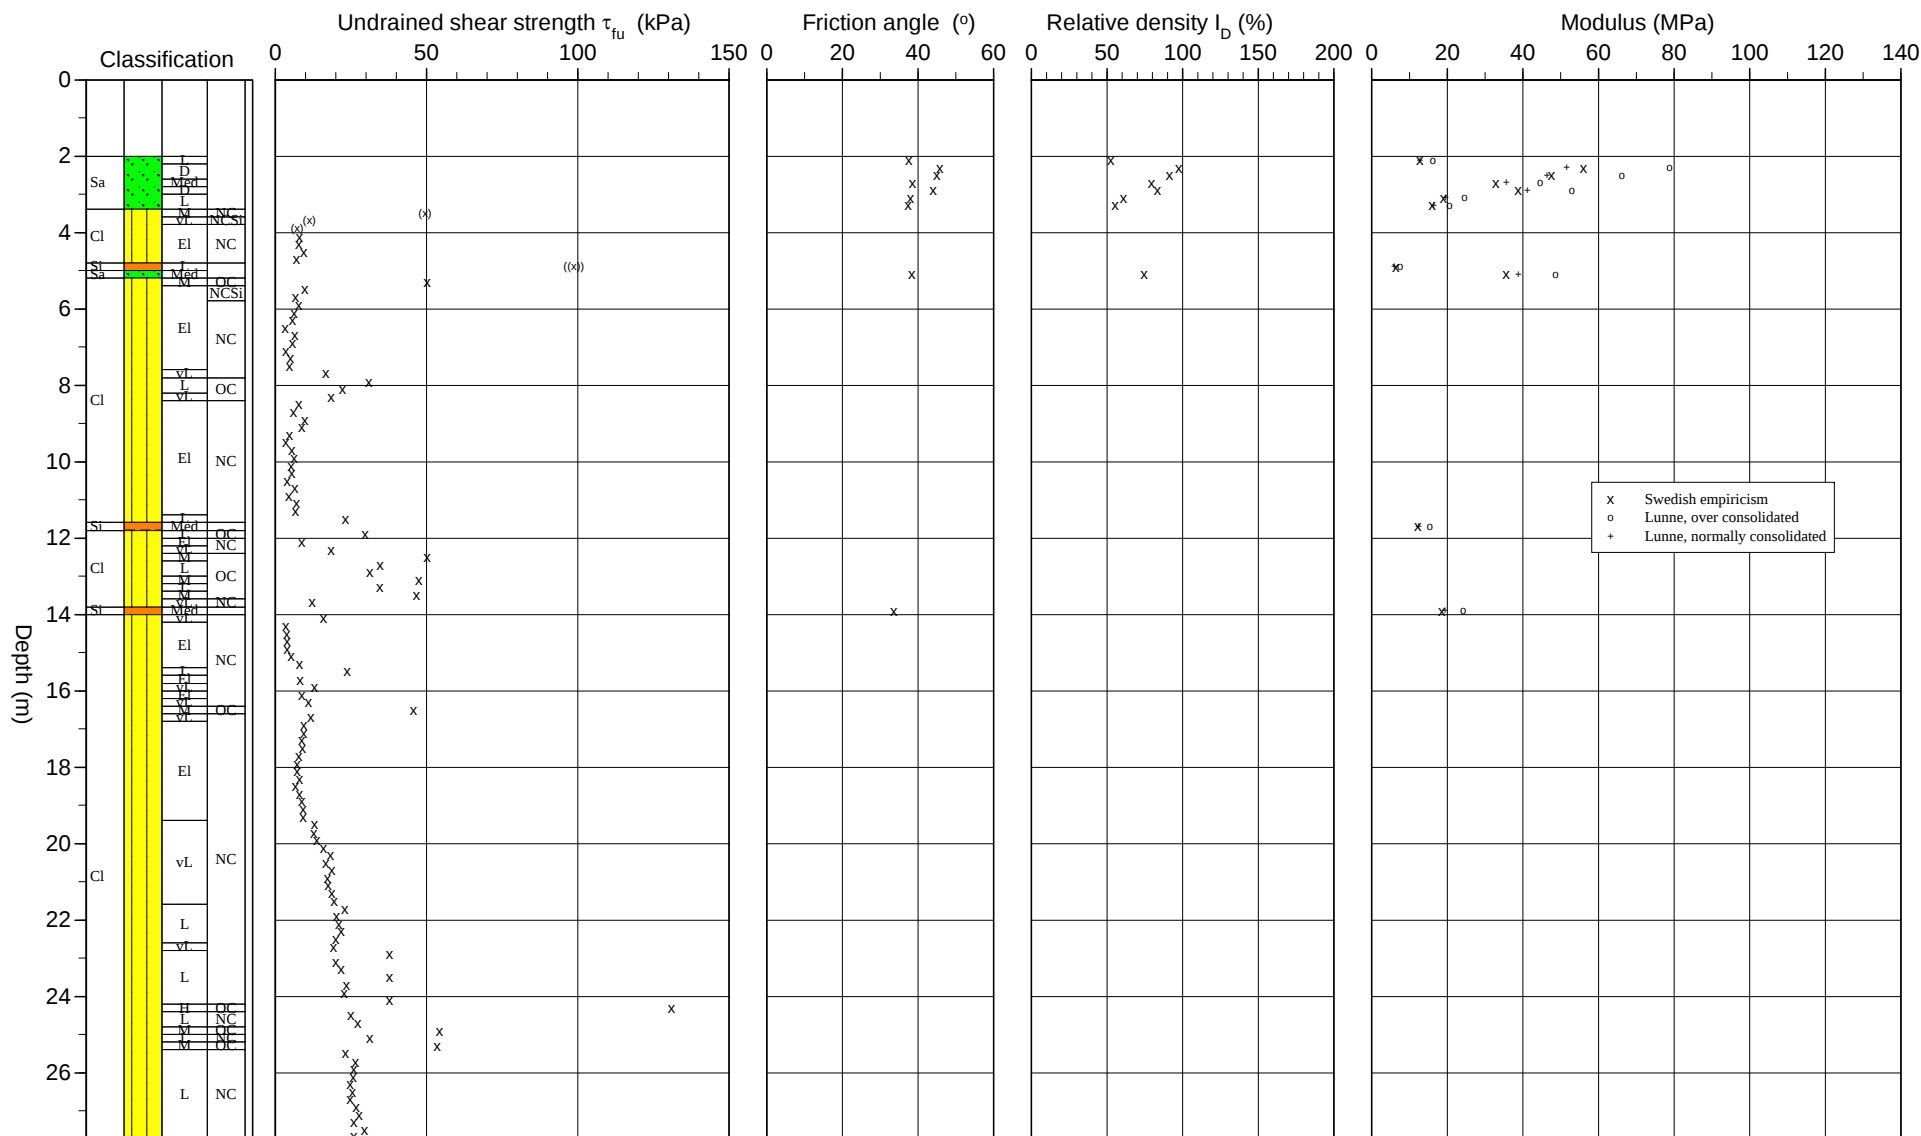 Undrained shear strength τfu (kPa)
Friction angle (o)
Relative density ID (%)
Modulus (MPa)
Classification
0 50 100 150
0 20 40 60
0 50 100 150 200
0 20 40 60 80 100 120 140
Depth (m)
0
2
4
6
8
10
12
14
16
18
20
22
24
26
Sa
Cl
Si
Sa
Cl
Si
Cl
Si
Cl
L
D
Med
D
L
M
vL
El
L
Med
M
El
vL
L
vL
El
L
Med
L
El
vL
M
L
M
L
M
vL
Med
vL
El
L
El
vL
El
vL
M
vL
El
vL
L
vL
L
H
L
M
L
M
L
NC
NCSi
NC
OC
NCSi
NC
OC
NC
OC
NC
OC
NC
NC
OC
NC
OC
NC
OC
NC
OC
NC
(x)
(x)
(x)
((x))
x Swedish empiricism
o Lunne, over consolidated
+ Lunne, normally consolidated